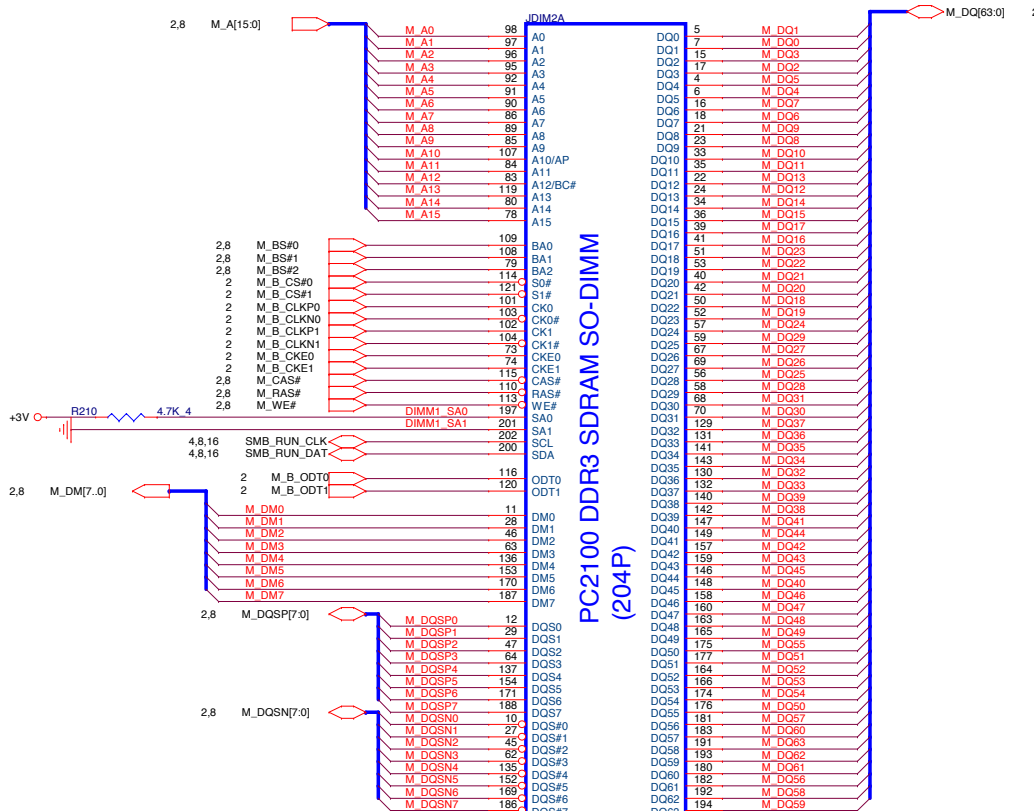 JDIM2A
2,8 M_A[15:0]
M_A0 98 A0
M_A1 97 A1
M_A2 96 A2
M_A3 95 A3
M_A4 92 A4
M_A5 91 A5
M_A6 90 A6
M_A7 86 A7
M_A8 89 A8
M_A9 85 A9
M_A10 107 A10/AP
M_A11 84 A11
M_A12 83 A12/BC#
M_A13 119 A13
M_A14 80 A14
M_A15 78 A15
2,8 M_BS#0 109 BA0
2,8 M_BS#1 108 BA1
2,8 M_BS#2 79 BA2
2 M_B_CS#0 114 S0#
2 M_B_CS#1 121 S1#
2 M_B_CLKP0 101 CK0
2 M_B_CLKN0 103 CK0#
2 M_B_CLKP1 102 CK1
2 M_B_CLKN1 104 CK1#
2 M_B_CKE0 73 CKE0
2 M_B_CKE1 74 CKE1
2,8 M_CAS# 115 CAS#
2,8 M_RAS# 110 RAS#
2,8 M_WE# 113 WE#
+3V R210 4.7K_4 DIMM1_SA0 197 SA0
DIMM1_SA1 201 SA1
4,8,16 SMB_RUN_CLK 202 SCL
4,8,16 SMB_RUN_DAT 200 SDA
2 M_B_ODT0 116 ODT0
2 M_B_ODT1 120 ODT1
2,8 M_DM[7..0]
M_DM0 11 DM0
M_DM1 28 DM1
M_DM2 46 DM2
M_DM3 63 DM3
M_DM4 136 DM4
M_DM5 153 DM5
M_DM6 170 DM6
M_DM7 187 DM7
2,8 M_DQSP[7:0]
M_DQSP0 12 DQS0
M_DQSP1 29 DQS1
M_DQSP2 47 DQS2
M_DQSP3 64 DQS3
M_DQSP4 137 DQS4
M_DQSP5 154 DQS5
M_DQSP6 171 DQS6
M_DQSP7 188 DQS7
2,8 M_DQSN[7:0]
M_DQSN0 10 DQS#0
M_DQSN1 27 DQS#1
M_DQSN2 45 DQS#2
M_DQSN3 62 DQS#3
M_DQSN4 135 DQS#4
M_DQSN5 152 DQS#5
M_DQSN6 169 DQS#6
M_DQSN7 186 DQS#7
PC2100 DDR3 SDRAM SO-DIMM
(204P)
M_DQ[63:0] 2
DQ0 5 M_DQ1
DQ1 7 M_DQ0
DQ2 15 M_DQ3
DQ3 17 M_DQ2
DQ4 4 M_DQ5
DQ5 6 M_DQ4
DQ6 16 M_DQ7
DQ7 18 M_DQ6
DQ8 21 M_DQ9
DQ9 23 M_DQ8
DQ10 33 M_DQ10
DQ11 35 M_DQ11
DQ12 22 M_DQ13
DQ13 24 M_DQ12
DQ14 34 M_DQ14
DQ15 36 M_DQ15
DQ16 39 M_DQ17
DQ17 41 M_DQ16
DQ18 51 M_DQ23
DQ19 53 M_DQ22
DQ20 40 M_DQ21
DQ21 42 M_DQ20
DQ22 50 M_DQ18
DQ23 52 M_DQ19
DQ24 57 M_DQ24
DQ25 59 M_DQ29
DQ26 67 M_DQ27
DQ27 69 M_DQ26
DQ28 56 M_DQ25
DQ29 58 M_DQ28
DQ30 68 M_DQ31
DQ31 70 M_DQ30
DQ32 129 M_DQ37
DQ33 131 M_DQ36
DQ34 141 M_DQ35
DQ35 143 M_DQ34
DQ36 130 M_DQ32
DQ37 132 M_DQ33
DQ38 140 M_DQ39
DQ39 142 M_DQ38
DQ40 147 M_DQ41
DQ41 149 M_DQ44
DQ42 157 M_DQ42
DQ43 159 M_DQ43
DQ44 146 M_DQ45
DQ45 148 M_DQ40
DQ46 158 M_DQ46
DQ47 160 M_DQ47
DQ48 163 M_DQ48
DQ49 165 M_DQ49
DQ50 175 M_DQ55
DQ51 177 M_DQ51
DQ52 164 M_DQ52
DQ53 166 M_DQ53
DQ54 174 M_DQ54
DQ55 176 M_DQ50
DQ56 181 M_DQ57
DQ57 183 M_DQ60
DQ58 191 M_DQ63
DQ59 193 M_DQ62
DQ60 180 M_DQ61
DQ61 182 M_DQ56
DQ62 192 M_DQ58
DQ63 194 M_DQ59